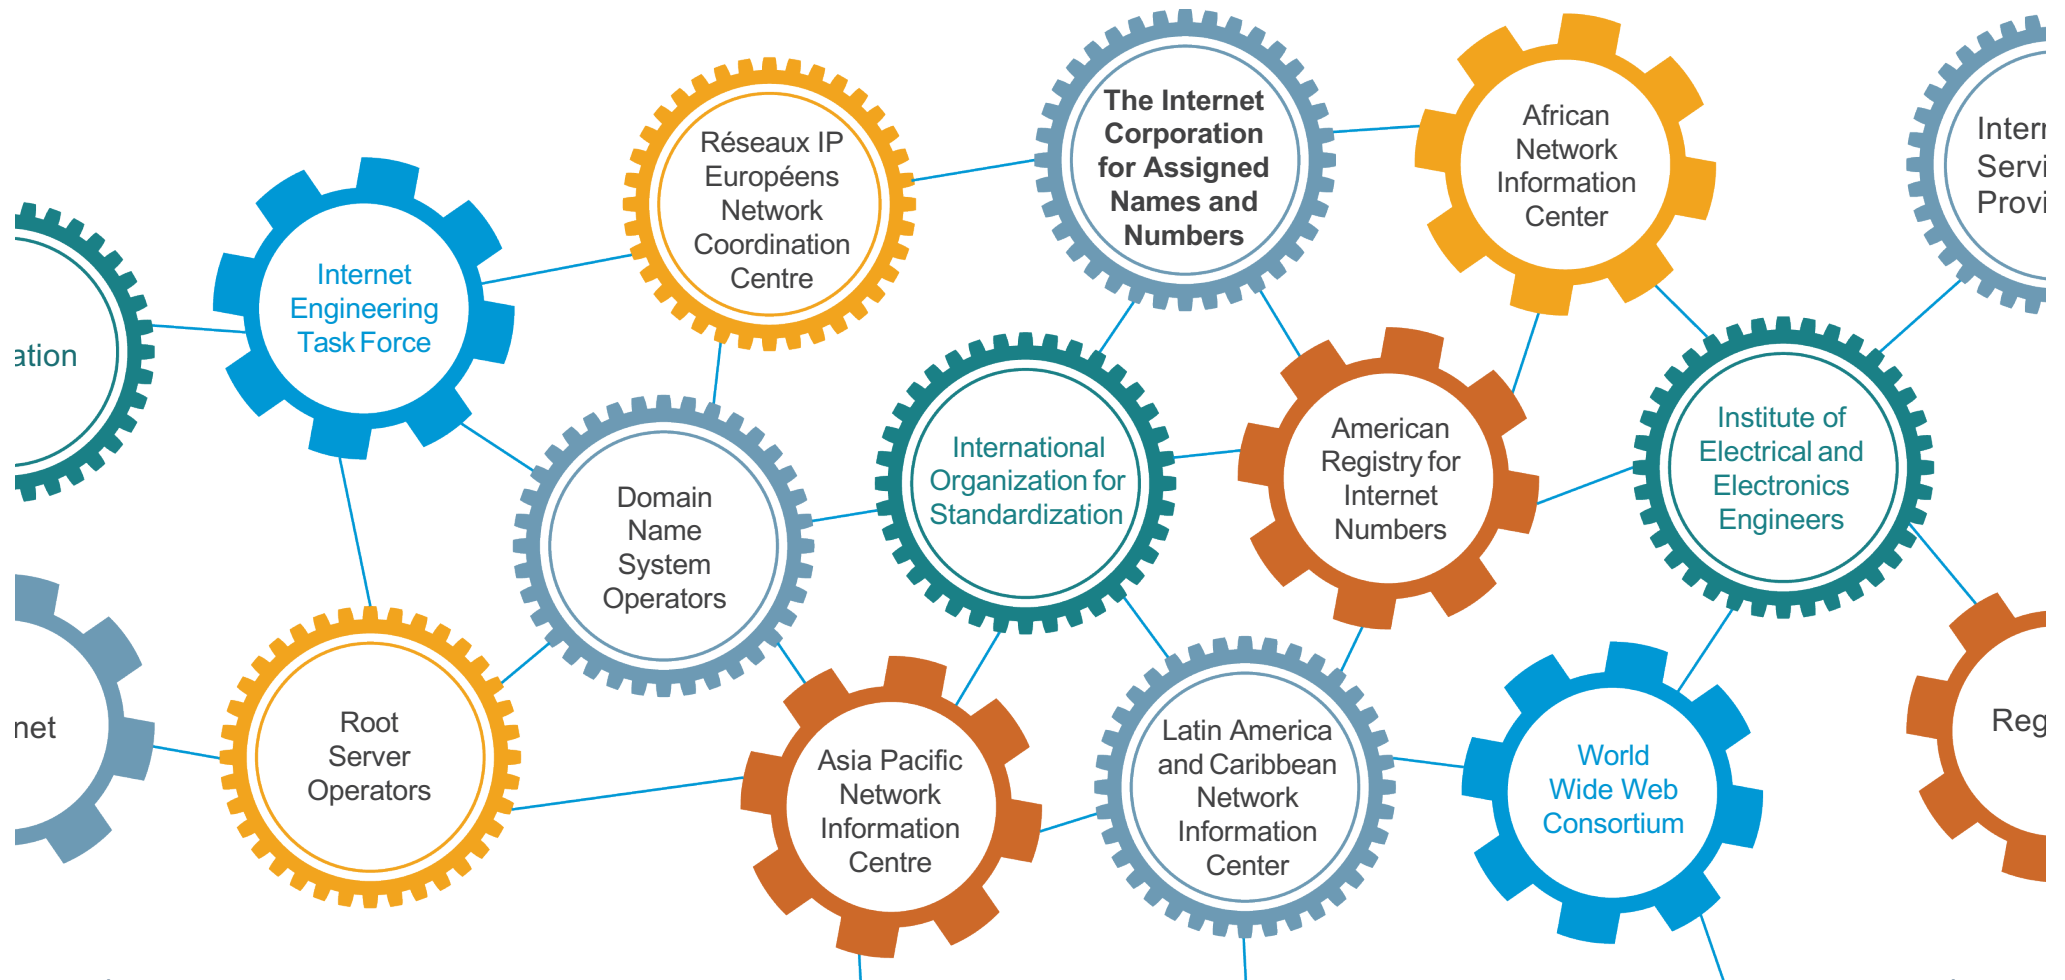 The Internet
Corporation
for Assigned
Names and
Numbers
African
Network
Information
Center
Réseaux IP
Européens
Network
Coordination
Centre
Internet
Engineering
Task Force
ation
International
Organization for
Standardization
American
Registry for
Internet
Numbers
Institute of
Electrical and
Electronics
Engineers
Domain
Name
System
Operators
net
Root
Server
Operators
Asia Pacific
Network
Information
Centre
Latin America
and Caribbean
Network
Information
Center
World
Wide Web
Consortium
Reg